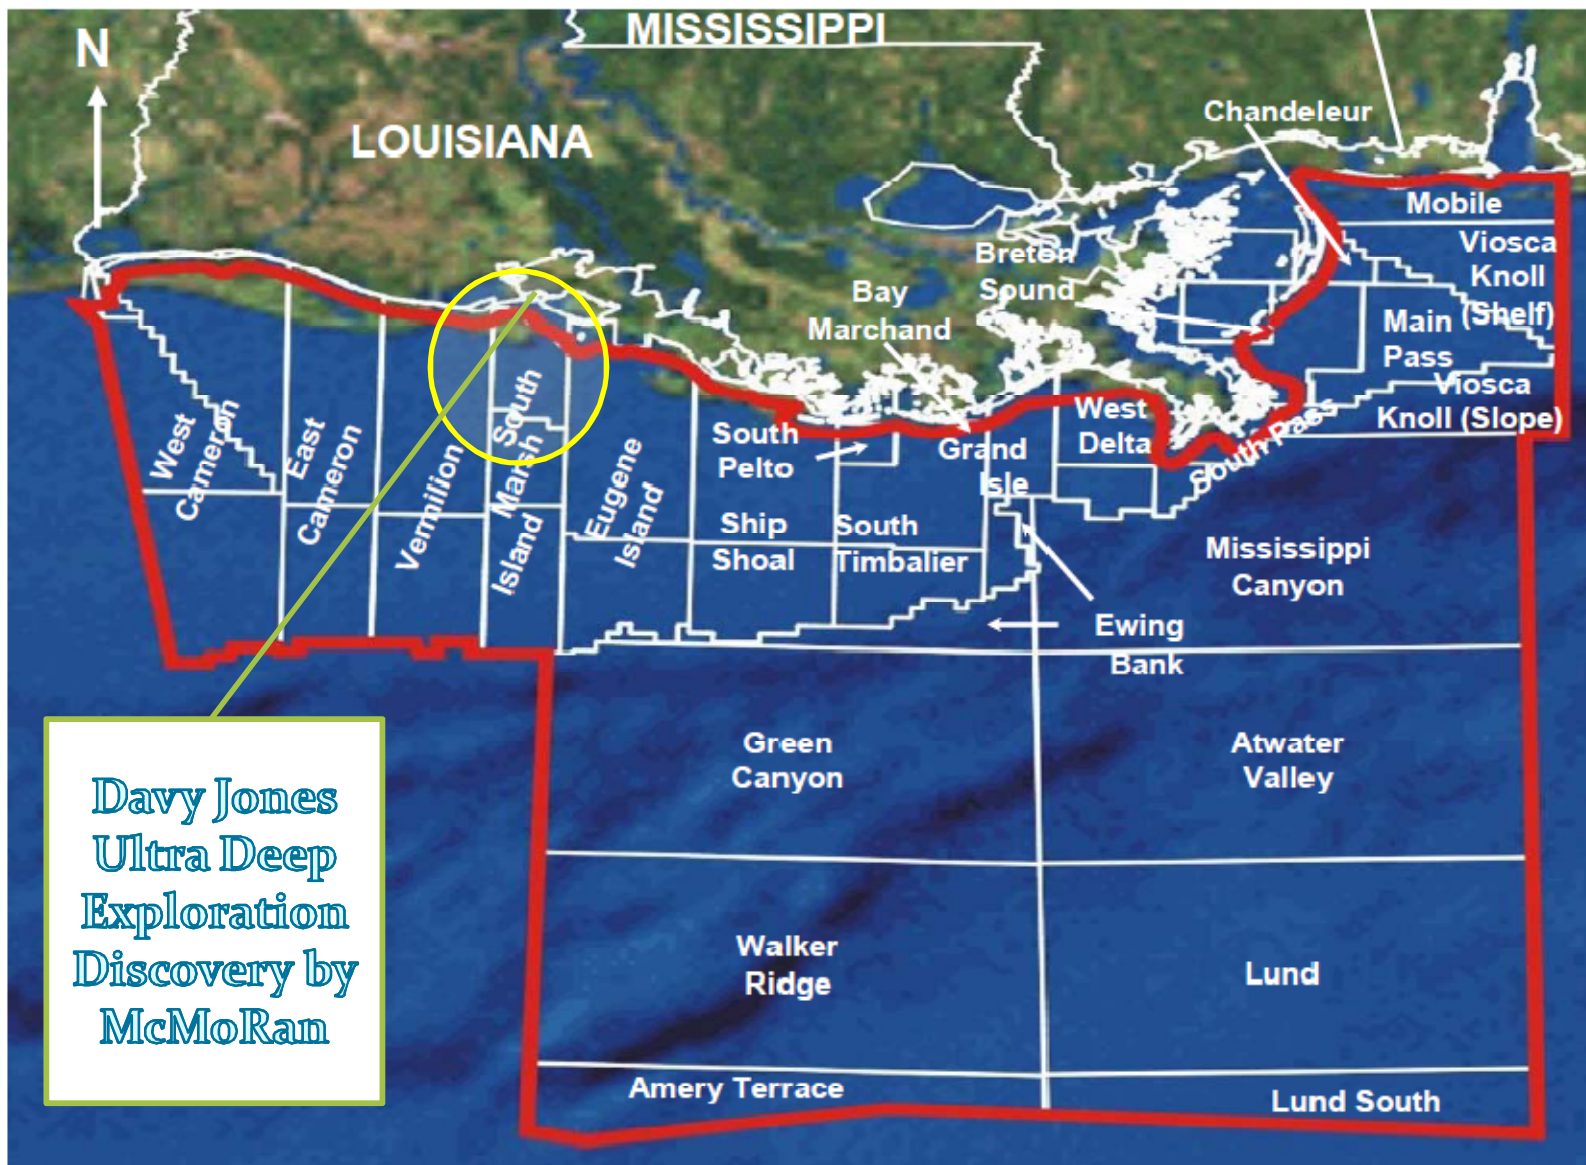 MISSISSIPPI
N
LOUISIANA
Chandeleur
Mobile
Viosca
Knoll
(Shelf)
Breton
Sound
Bay
Marchand
Main
Pass
Viosca
Knoll (Slope)
West
Cameron
East
Cameron
Vermilion
South
Marsh
Island
Eugene
Island
South
Pelto
Ship
Shoal
South
Timbalier
Grand
Isle
West
Delta
South Pass
Mississippi
Canyon
Ewing
Bank
Green
Canyon
Atwater
Valley
Davy Jones
Ultra Deep
Exploration
Discovery by
McMoRan
Walker
Ridge
Lund
Amery Terrace
Lund South